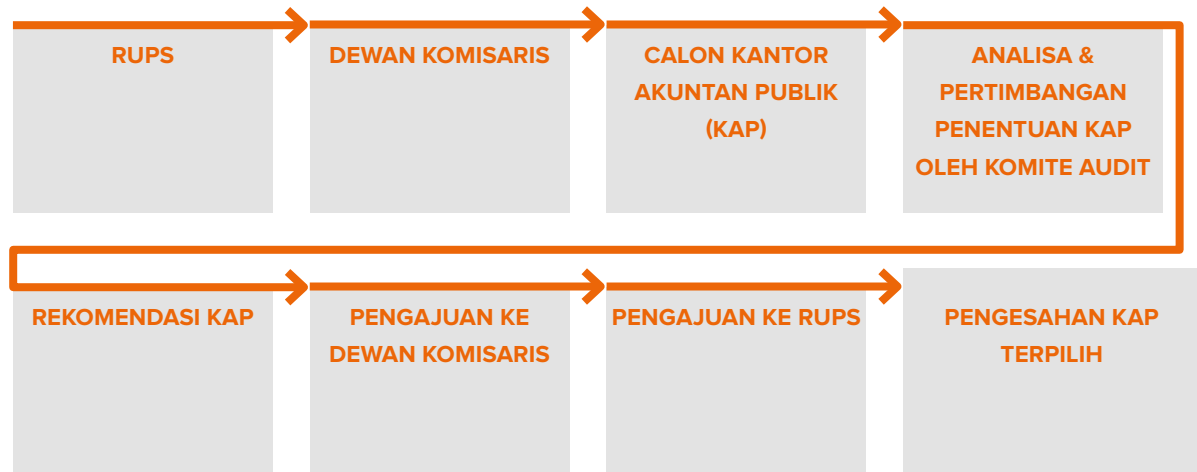 RUPS
DEWAN KOMISARIS
CALON KANTOR
AKUNTAN PUBLIK
(KAP)
ANALISA &
PERTIMBANGAN
PENENTUAN KAP
OLEH KOMITE AUDIT
REKOMENDASI KAP
PENGAJUAN KE
DEWAN KOMISARIS
PENGAJUAN KE RUPS
PENGESAHAN KAP
TERPILIH